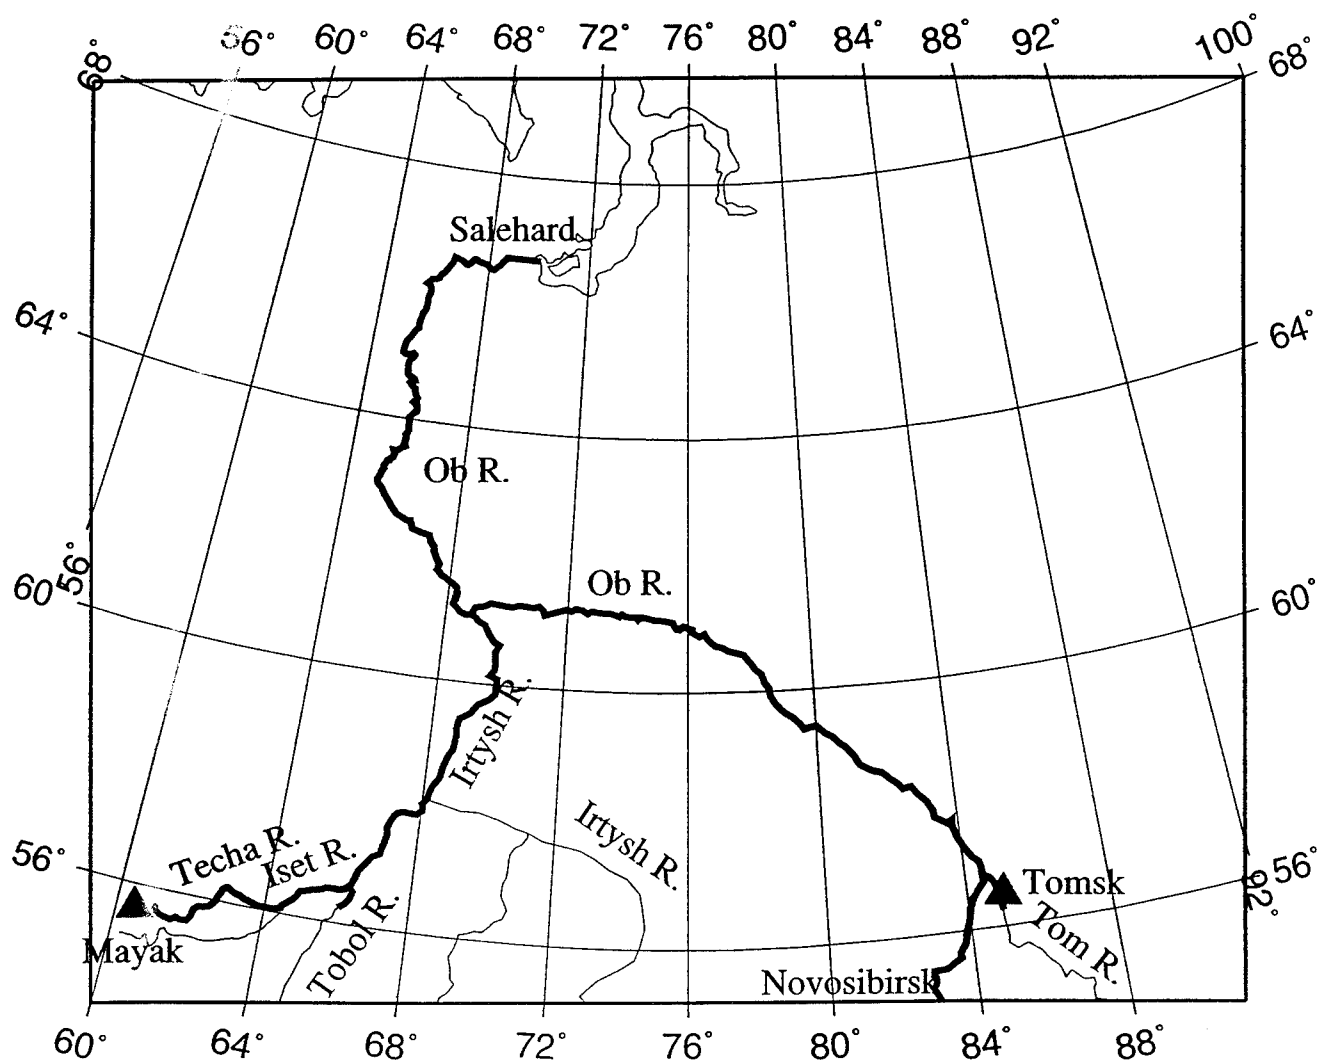 56° 60° 64° 68° 72° 76° 80° 84° 88° 92° 100°
68° 68°
Salehard
64° 64°
Ob R.
56°
60° 60°
Ob R.
Irtysh R.
Irtysh R.
Techa R.
Iset R.
56° 56°
Tomsk
92°
Tobol R.
Tom R.
Mayak
Novosibirsk
60° 64° 68° 72° 76° 80° 84° 88°